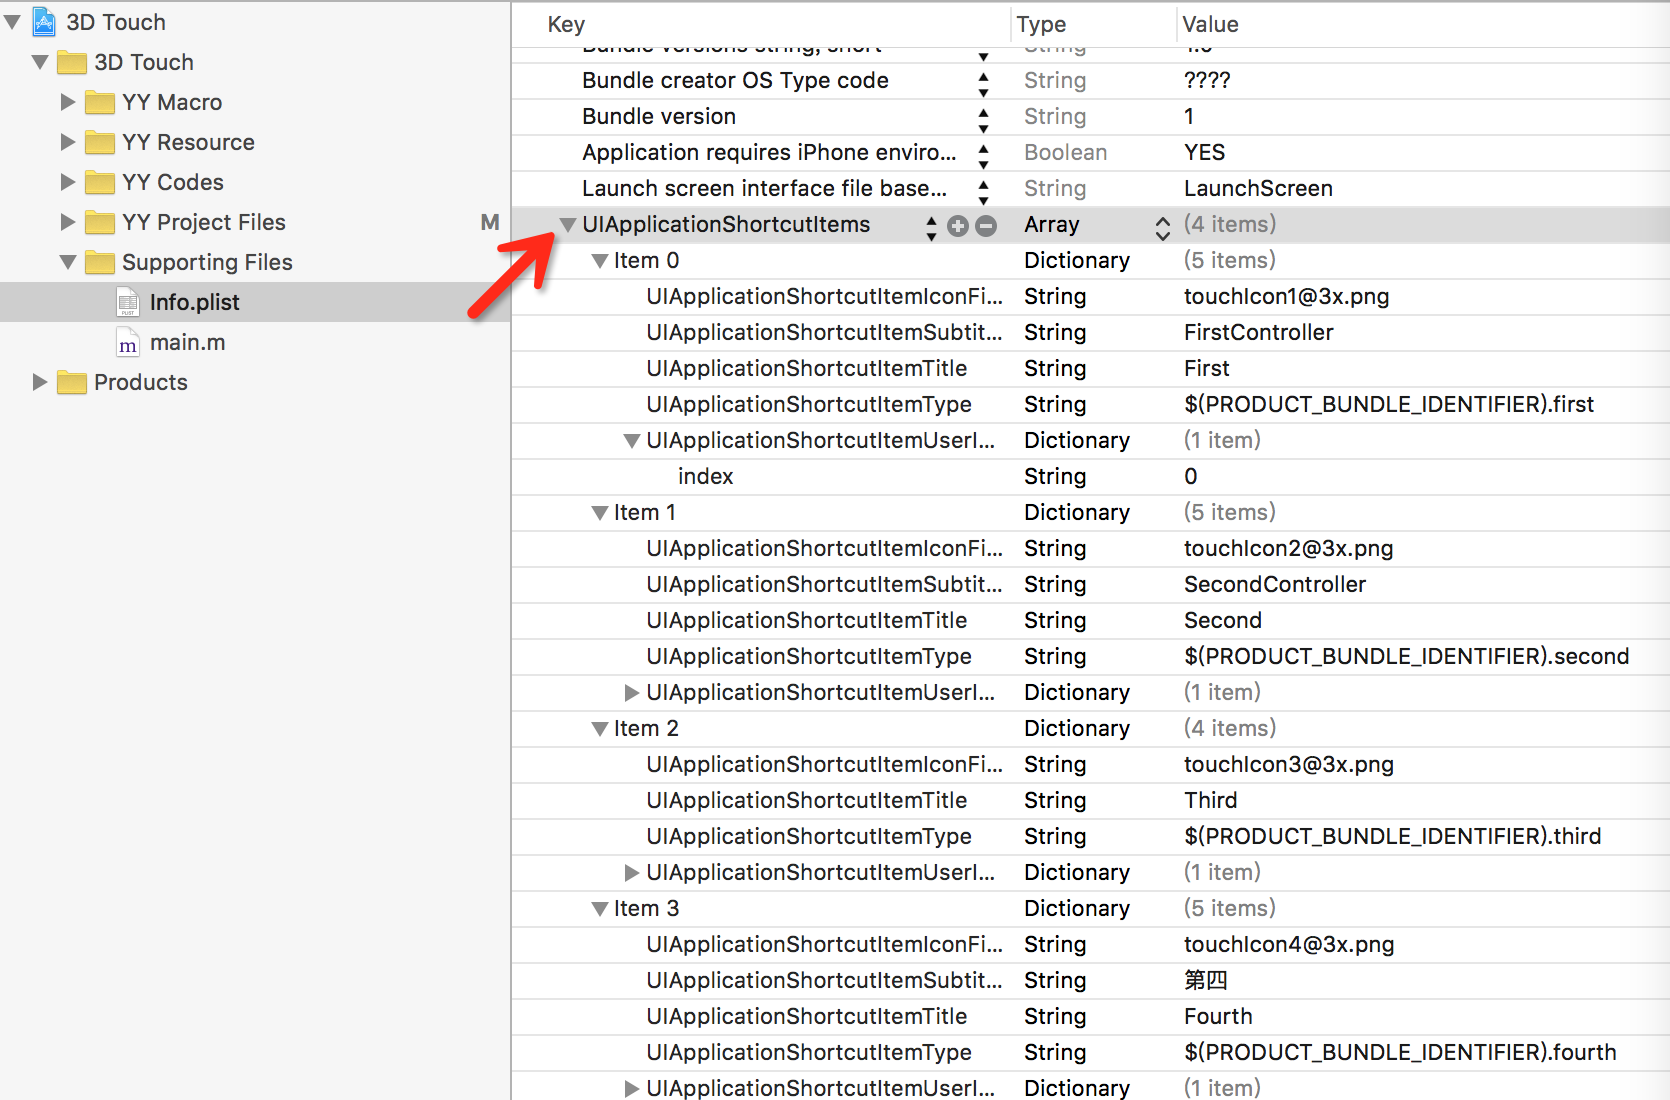 3D Touch
3D Touch
YY Macro
YY Resource
YY Codes
YY Project Files M
Supporting Files
Info.plist
main.m
Products
Key Type Value
Bundle versions string, short String 1.0
Bundle creator OS Type code String ????
Bundle version String 1
Application requires iPhone enviro... Boolean YES
Launch screen interface file base... String LaunchScreen
UIApplicationShortcutItems Array (4 items)
Item 0 Dictionary (5 items)
UIApplicationShortcutItemIconFi... String touchIcon1@3x.png
UIApplicationShortcutItemSubtit... String FirstController
UIApplicationShortcutItemTitle String First
UIApplicationShortcutItemType String $(PRODUCT_BUNDLE_IDENTIFIER).first
UIApplicationShortcutItemUserI... Dictionary (1 item)
index String 0
Item 1 Dictionary (5 items)
UIApplicationShortcutItemIconFi... String touchIcon2@3x.png
UIApplicationShortcutItemSubtit... String SecondController
UIApplicationShortcutItemTitle String Second
UIApplicationShortcutItemType String $(PRODUCT_BUNDLE_IDENTIFIER).second
UIApplicationShortcutItemUserI... Dictionary (1 item)
Item 2 Dictionary (4 items)
UIApplicationShortcutItemIconFi... String touchIcon3@3x.png
UIApplicationShortcutItemTitle String Third
UIApplicationShortcutItemType String $(PRODUCT_BUNDLE_IDENTIFIER).third
UIApplicationShortcutItemUserI... Dictionary (1 item)
Item 3 Dictionary (5 items)
UIApplicationShortcutItemIconFi... String touchIcon4@3x.png
UIApplicationShortcutItemSubtit... String 第四
UIApplicationShortcutItemTitle String Fourth
UIApplicationShortcutItemType String $(PRODUCT_BUNDLE_IDENTIFIER).fourth
UIApplicationShortcutItemUserI... Dictionary (1 item)